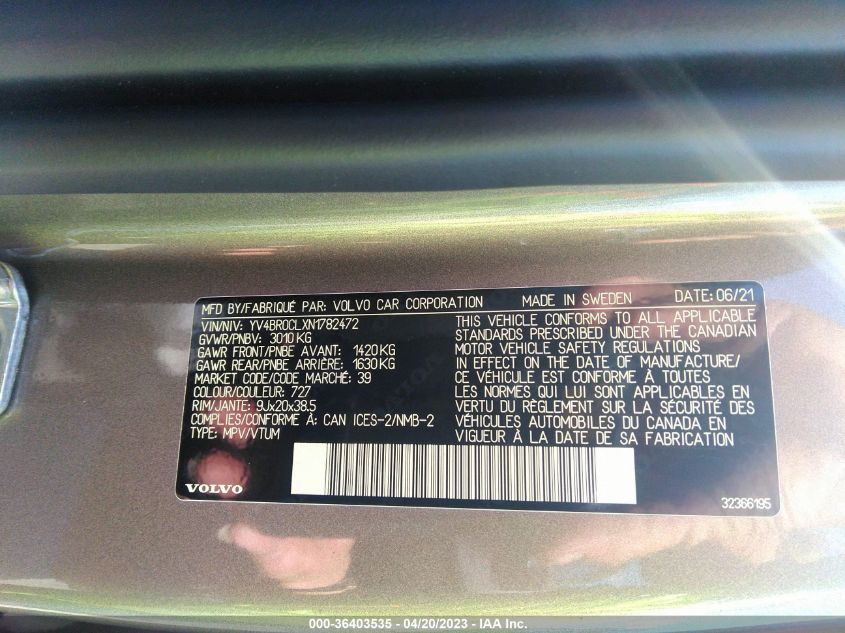 MFD BY/FABRIQUÉ PAR: VOLVO CAR CORPORATION MADE IN SWEDEN DATE: 06/21
VIN/NIV: YV4BR0CLXN1782472
GVWR/PNBV: 3010 KG
GAWR FRONT/PNBE AVANT: 1420 KG
GAWR REAR/PNBE ARRIÈRE: 1630 KG
MARKET CODE/CODE MARCHÉ: 39
COLOUR/COULEUR: 727
RIM/JANTE: 9Jx20x38.5
COMPLIES/CONFORME A: CAN ICES-2/NMB-2
TYPE: MPV/VTUM
THIS VEHICLE CONFORMS TO ALL APPLICABLE
STANDARDS PRESCRIBED UNDER THE CANADIAN
MOTOR VEHICLE SAFETY REGULATIONS
IN EFFECT ON THE DATE OF MANUFACTURE/
CE VÉHICULE EST CONFORME À TOUTES
LES NORMES QUI LUI SONT APPLICABLES EN
VERTU DU RÈGLEMENT SUR LA SÉCURITÉ DES
VÉHICULES AUTOMOBILES DU CANADA EN
VIGUEUR À LA DATE DE SA FABRICATION
VOLVO
32366195
000-36403535 - 04/20/2023 - IAA Inc.